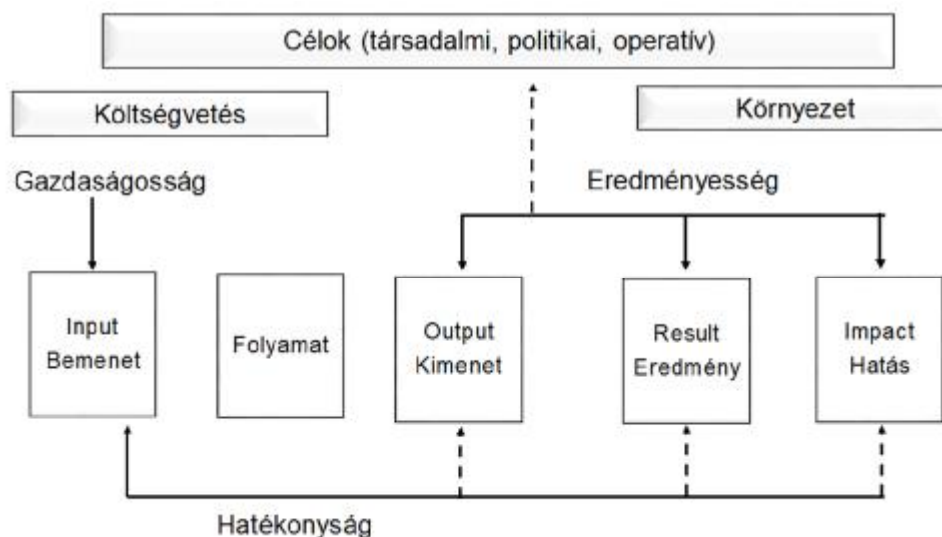 Célok (társadalmi, politikai, operatív)
Költségvetés
Környezet
Gazdaságosság
Eredményesség
Input
Bemenet
Folyamat
Output
Kimenet
Result
Eredmény
Impact
Hatás
Hatékonyság